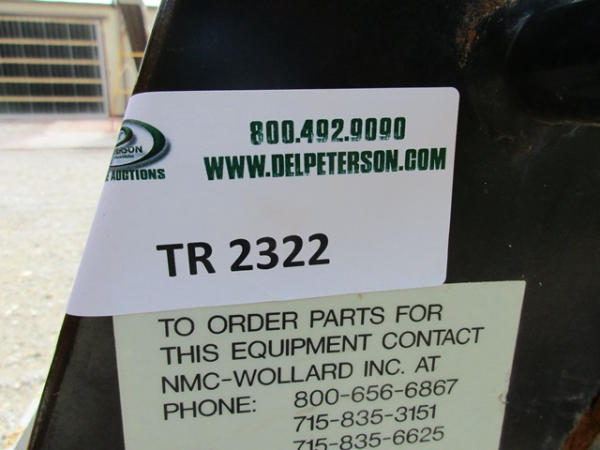 800.492.9090
WWW.DELPETERSON.COM
AUCTIONS
TR 2322
TO ORDER PARTS FOR
THIS EQUIPMENT CONTACT
NMC-WOLLARD INC. AT
PHONE: 800-656-6867
715-835-3151
715-835-6625